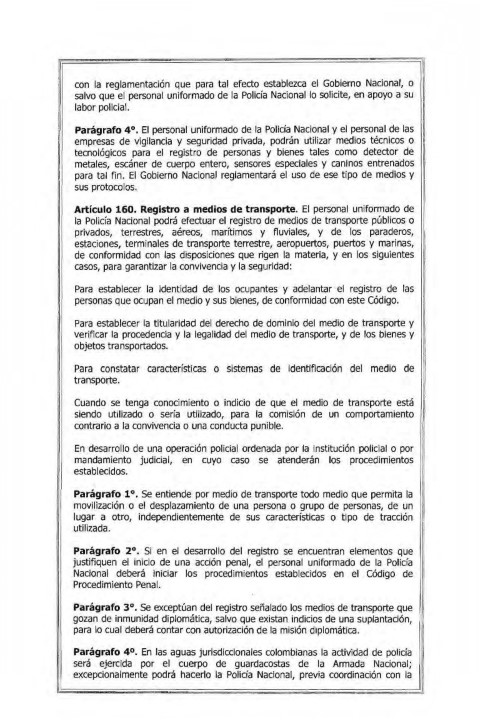 con la reglamentación que para tal efecto establezca el Gobierno Nacional, o
salvo que el personal uniformado de la Policía Nacional lo solicite, en apoyo a su
labor policial.
Parágrafo 4°. El personal uniformado de la Policía Nacional y el personal de las
empresas de vigilancia y seguridad privada, podrán utilizar medios técnicos o
tecnológicos para el registro de personas y bienes tales como detector de
metales, escáner de cuerpo entero, sensores especiales y caninos entrenados
para tal fin. El Gobierno Nacional reglamentará el uso de ese tipo de medios y
sus protocolos.
Artículo 160. Registro a medios de transporte. El personal uniformado de
la Policía Nacional podrá efectuar el registro de medios de transporte públicos o
privados, terrestres, aéreos, marítimos y fluviales, y de los paraderos,
estaciones, terminales de transporte terrestre, aeropuertos, puertos y marinas,
de conformidad con las disposiciones que rigen la materia, y en los siguientes
casos, para garantizar la convivencia y la seguridad:
Para establecer la identidad de los ocupantes y adelantar el registro de las
personas que ocupan el medio y sus bienes, de conformidad con este Código.
Para establecer la titularidad del derecho de dominio del medio de transporte y
verificar la procedencia y la legalidad del medio de transporte, y de los bienes y
objetos transportados.
Para constatar características o sistemas de identificación del medio de
transporte.
Cuando se tenga conocimiento o indicio de que el medio de transporte está
siendo utilizado o sería utilizado, para la comisión de un comportamiento
contrario a la convivencia o una conducta punible.
En desarrollo de una operación policial ordenada por la institución policial o por
mandamiento judicial, en cuyo caso se atenderán los procedimientos
establecidos.
Parágrafo 1°. Se entiende por medio de transporte todo medio que permita la
movilización o el desplazamiento de una persona o grupo de personas, de un
lugar a otro, independientemente de sus características o tipo de tracción
utilizada.
Parágrafo 2°. Si en el desarrollo del registro se encuentran elementos que
justifiquen el inicio de una acción penal, el personal uniformado de la Policía
Nacional deberá iniciar los procedimientos establecidos en el Código de
Procedimiento Penal.
Parágrafo 3°. Se exceptúan del registro señalado los medios de transporte que
gozan de inmunidad diplomática, salvo que existan indicios de una suplantación,
para lo cual deberá contar con autorización de la misión diplomática.
Parágrafo 4°. En las aguas jurisdiccionales colombianas la actividad de policía
será ejercida por el cuerpo de guardacostas de la Armada Nacional;
excepcionalmente podrá hacerlo la Policía Nacional, previa coordinación con la